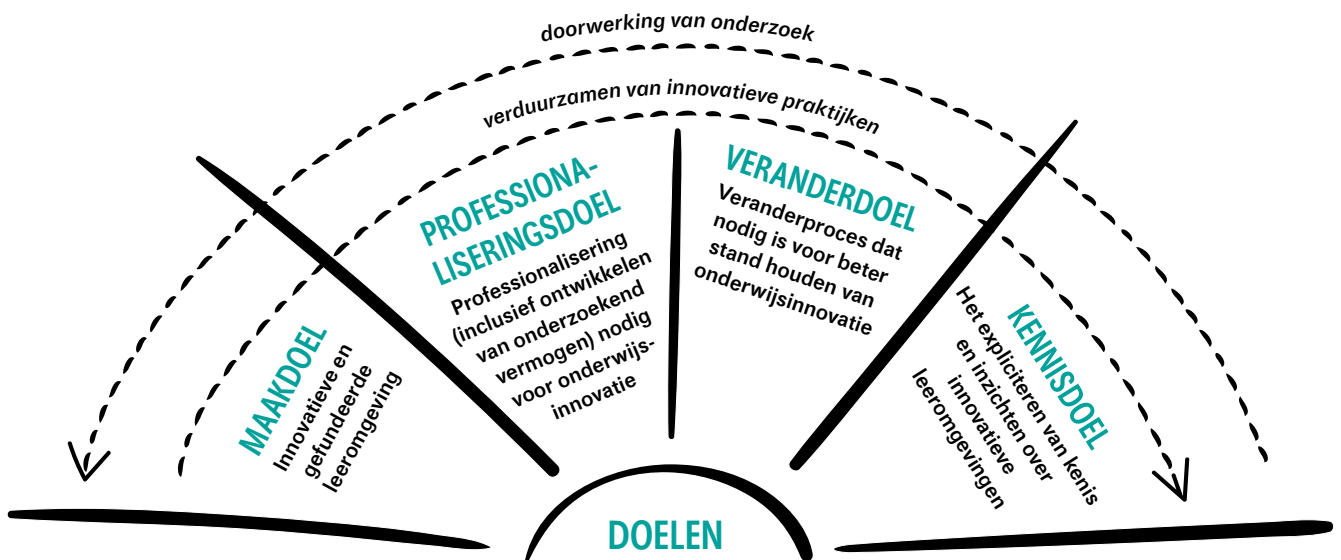 doorwerking van onderzoek
verduurzamen van innovatieve praktijken
MAAKDOEL
Innovatieve en
gefundeerde
leeromgeving
PROFESSIONA-
LISERINGSDOEL
Professionalisering
(inclusief ontwikkelen
van onderzoekend
vermogen) nodig
voor onderwijs-
innovatie
VERANDERDOEL
Veranderproces dat
nodig is voor beter
stand houden van
onderwijsinnovatie
KENNISDOEL
Het expliciteren van kenis
en inzichten over
innovatieve
leeromgevingen
DOELEN